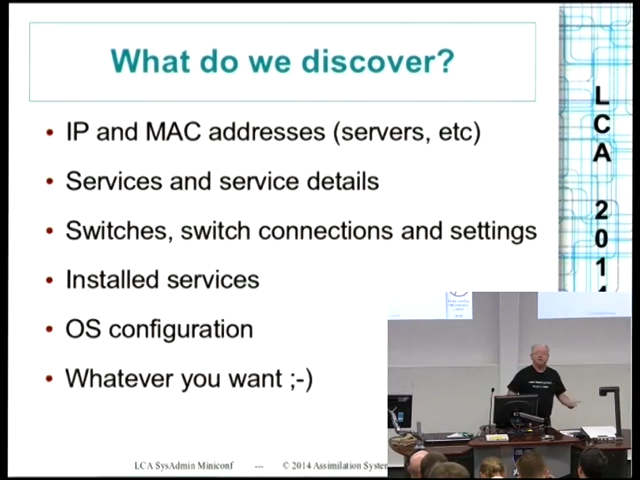 What do we discover?
• IP and MAC addresses (servers, etc)
• Services and service details
• Switches, switch connections and settings
• Installed services
• OS configuration
• Whatever you want ;-)
LCA 201
LCA SysAdmin Miniconf --- © 2014 Assimilation System